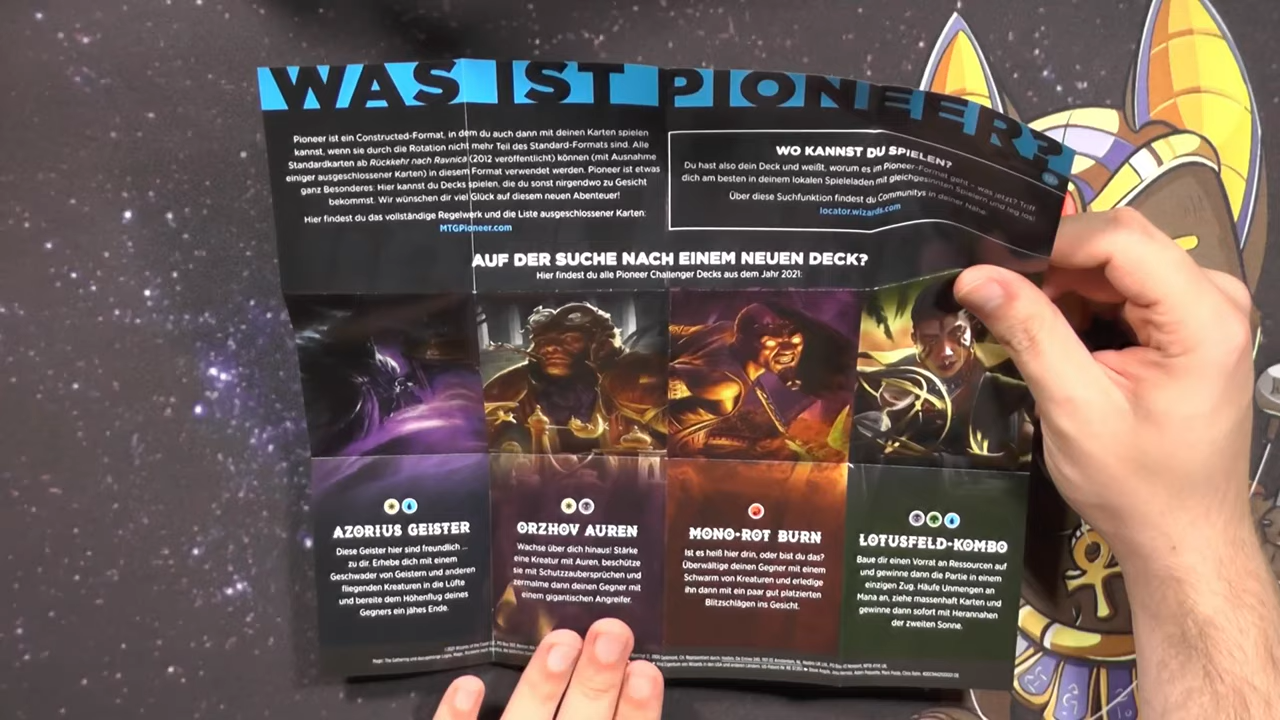 WAS IST PIONEER?
Pioneer ist ein Constructed-Format, in dem du auch dann mit deinen Karten spielen
kannst, wenn sie durch die Rotation nicht mehr Teil des Standard-Formats sind. Alle
Standardkarten ab Rückkehr nach Ravnica (2012 veröffentlicht) können (mit Ausnahme
einiger ausgeschlossener Karten) in diesem Format verwendet werden. Pioneer ist etwas
ganz Besonderes: Hier kannst du Decks spielen, die du sonst nirgendwo zu Gesicht
bekommst. Wir wünschen dir viel Glück auf diesem neuen Abenteuer!
Hier findest du das vollständige Regelwerk und die Liste ausgeschlossener Karten:
MTGPioneer.com
WO KANNST DU SPIELEN?
Du hast also dein Deck und weißt, worum es im Pioneer-Format geht – was jetzt? Triff
dich am besten in deinem lokalen Spieleladen mit gleichgesinnten Spielern und leg los!
Über diese Suchfunktion findest du Communitys in deiner Nähe:
locator.wizards.com
AUF DER SUCHE NACH EINEM NEUEN DECK?
Hier findest du alle Pioneer Challenger Decks aus dem Jahr 2021:
AZORIUS GEISTER
Diese Geister hier sind freundlich ...
zu dir. Erhebe dich mit einem
Geschwader von Geistern und anderen
fliegenden Kreaturen in die Lüfte
und bereite dem Höhenflug deines
Gegners ein jähes Ende.
ORZHOV AUREN
Wachse über dich hinaus! Stärke
eine Kreatur mit Auren, beschütze
sie mit Schutzzaubersprüchen und
zermalme dann deinen Gegner mit
einem gigantischen Angreifer.
MONO-ROT BURN
Ist es heiß hier drin, oder bist du das?
Überwältige deinen Gegner mit einem
Schwarm von Kreaturen und erledige
ihn dann mit ein paar gut platzierten
Blitzschlägen ins Gesicht.
LOTUSFELD-KOMBO
Baue dir einen Vorrat an Ressourcen auf
und gewinne dann die Partie in einem
einzigen Zug. Häufe Unmengen an
Mana an, ziehe massenhaft Karten und
gewinne dann sofort mit Herannahen
der zweiten Sonne.